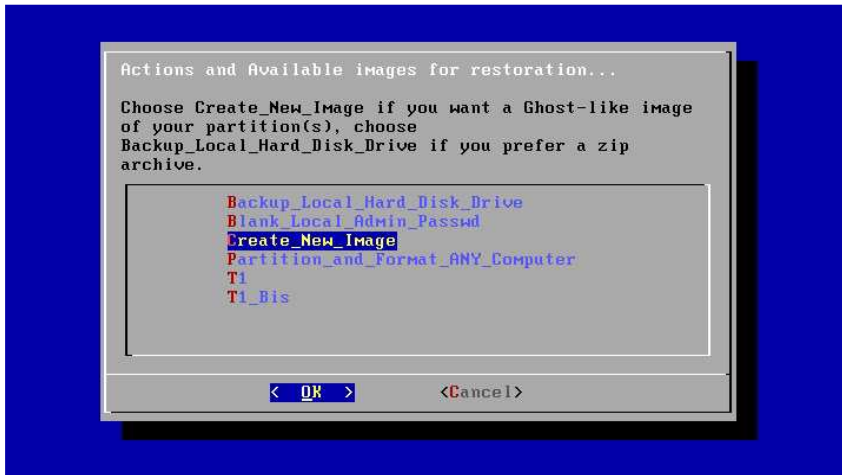 Actions and Available images for restoration...
Choose Create_New_Image if you want a Ghost-like image
of your partition(s), choose
Backup_Local_Hard_Disk_Drive if you prefer a zip
archive.
Backup_Local_Hard_Disk_Drive
Blank_Local_Admin_Passwd
Create_New_Image
Partition_and_Format_ANY_Computer
T1
T1_Bis
< OK > <Cancel>